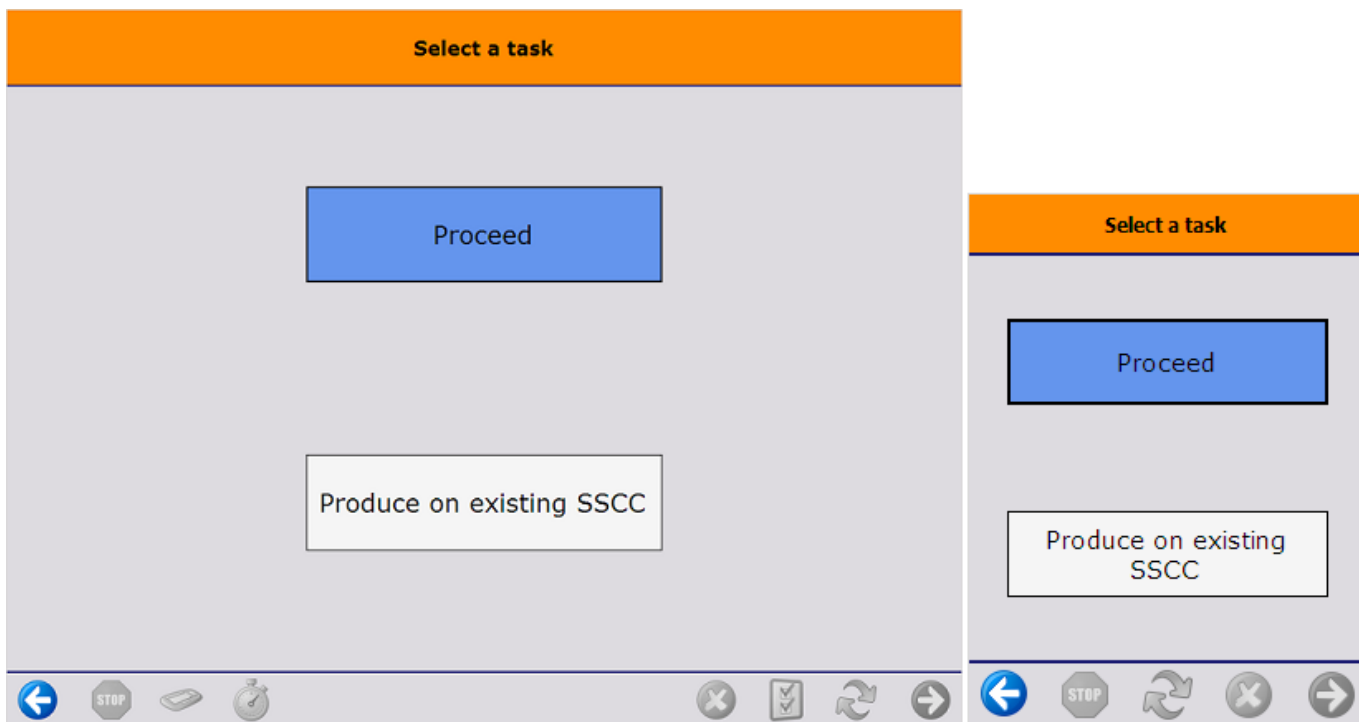 Select a task
Proceed
Produce on existing SSCC
STOP
Select a task
Proceed
Produce on existing
SSCC
STOP